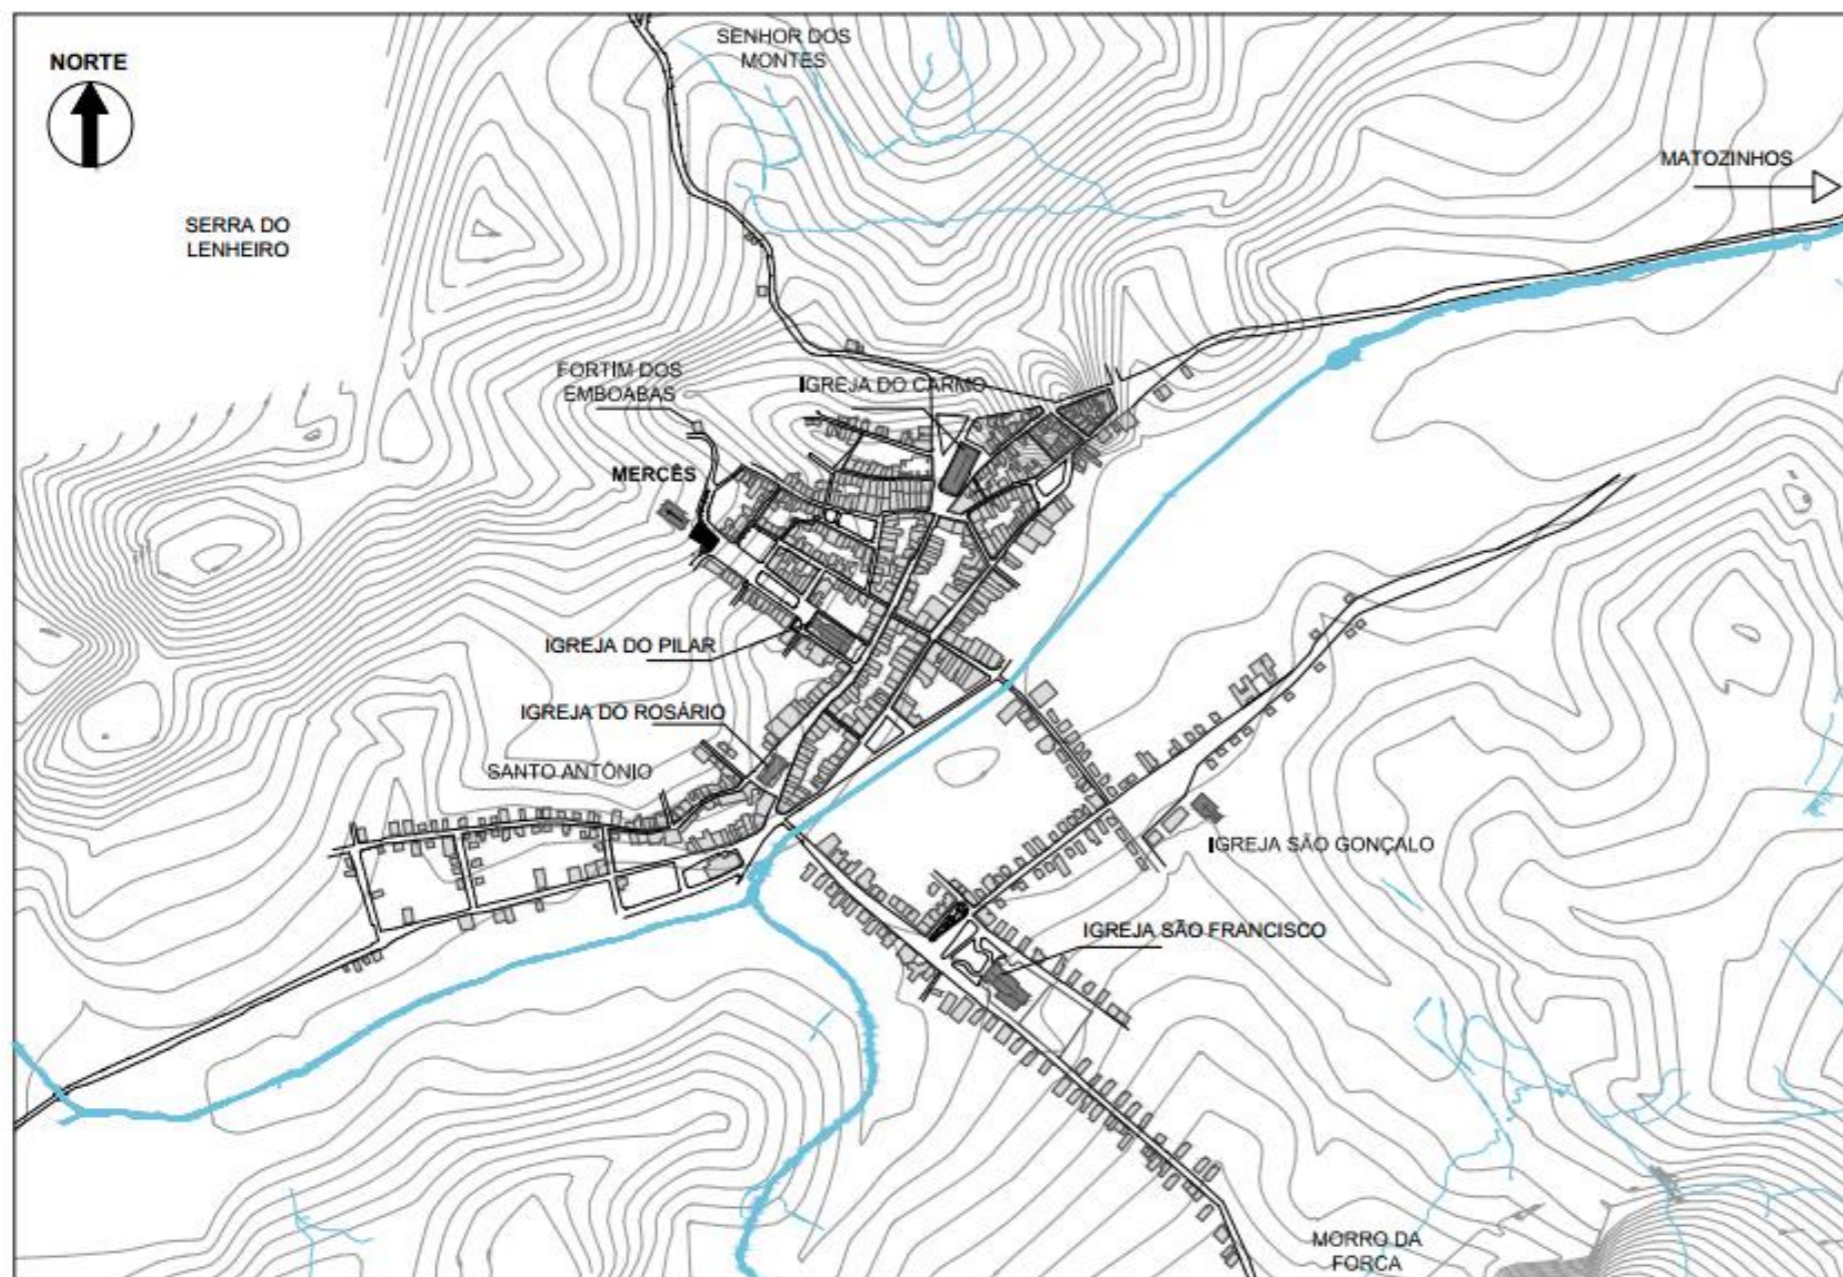 SENHOR DOS
MONTES
NORTE
MATOZINHOS
SERRA DO
LENHEIRO
FORTIM DOS
EMBOABAS
IGREJA DO CARMO
MERCÊS
IGREJA DO PILAR
IGREJA DO ROSÁRIO
SANTO ANTÔNIO
IGREJA SÃO GONÇALO
IGREJA SÃO FRANCISCO
MORRO DA
FORCA